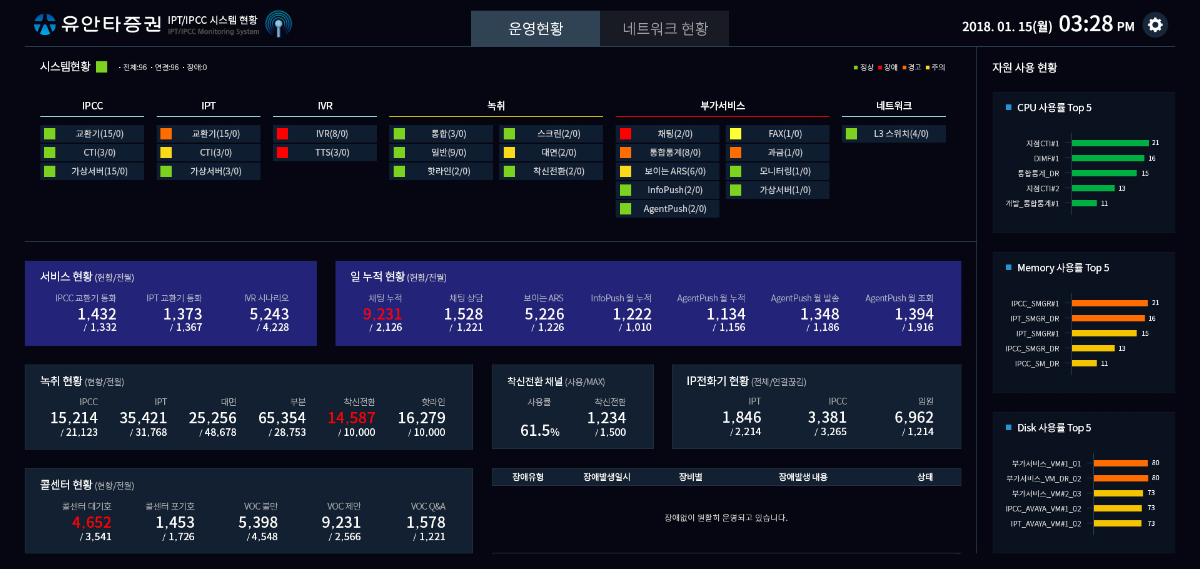 유안타증권 IPT/IPCC 시스템 현황
IPT/IPCC Monitoring System
운영현황
네트워크 현황
2018. 01. 15(월) 03:28 PM
시스템현황 · 전체:96 · 연결:96 · 장애:0
정상 장애 경고 주의
IPCC
교환기(15/0)
CTI(3/0)
가상서버(15/0)
IPT
교환기(15/0)
CTI(3/0)
가상서버(3/0)
IVR
IVR(8/0)
TTS(3/0)
녹취
통합(3/0) 스크린(2/0)
일반(9/0) 대면(2/0)
핫라인(2/0) 착신전환(2/0)
부가서비스
채팅(2/0) FAX(1/0)
통합통계(8/0) 과금(1/0)
보이는 ARS(6/0) 모니터링(1/0)
InfoPush(2/0) 가상서버(1/0)
AgentPush(2/0)
네트워크
L3 스위치(4/0)
서비스 현황 (현황/전월)
IPCC 교환기 통화 IPT 교환기 통화 IVR 시나리오
1,432 1,373 5,243
/ 1,332 / 1,367 / 4,228
일 누적 현황 (현황/전월)
채팅 누적 채팅 상담 보이는 ARS InfoPush 월 누적 AgentPush 월 누적 AgentPush 월 발송 AgentPush 월 조회
9,231 1,528 5,226 1,222 1,134 1,348 1,394
/ 2,126 / 1,221 / 1,226 / 1,010 / 1,156 / 1,186 / 1,916
녹취 현황 (현황/전월)
IPCC IPT 대면 부분 착신전환 핫라인
15,214 35,421 25,256 65,354 14,587 16,279
/ 21,123 / 31,768 / 48,678 / 28,753 / 10,000 / 10,000
착신전환 채널 (사용/MAX)
사용률 착신전환
61.5% 1,234
/ 1,500
IP전화기 현황 (전체/연결끊김)
IPT IPCC 임원
1,846 3,381 6,962
/ 2,214 / 3,265 / 1,214
콜센터 현황 (현황/전월)
콜센터 대기호 콜센터 포기호 VOC 불만 VOC 제안 VOC Q&A
4,652 1,453 5,398 9,231 1,578
/ 3,541 / 1,726 / 4,548 / 2,566 / 1,221
장애유형 장애발생일시 장비별 장애발생 내용 상태
장애없이 원활히 운영되고 있습니다.
자원 사용 현황
CPU 사용률 Top 5
지점CTI#1 21
DIMF#1 16
통합통계_DR 15
지점CTI#2 13
개발_통합통계#1 11
Memory 사용률 Top 5
IPCC_SMGR#1 21
IPT_SMGR_DR 16
IPT_SMGR#1 15
IPCC_SMGR_DR 13
IPCC_SM_DR 11
Disk 사용률 Top 5
부가서비스_VM#1_01 80
부가서비스_VM_DR_02 80
부가서비스_VM#2_03 73
IPCC_AVAYA_VM#1_02 73
IPT_AVAYA_VM#1_02 73